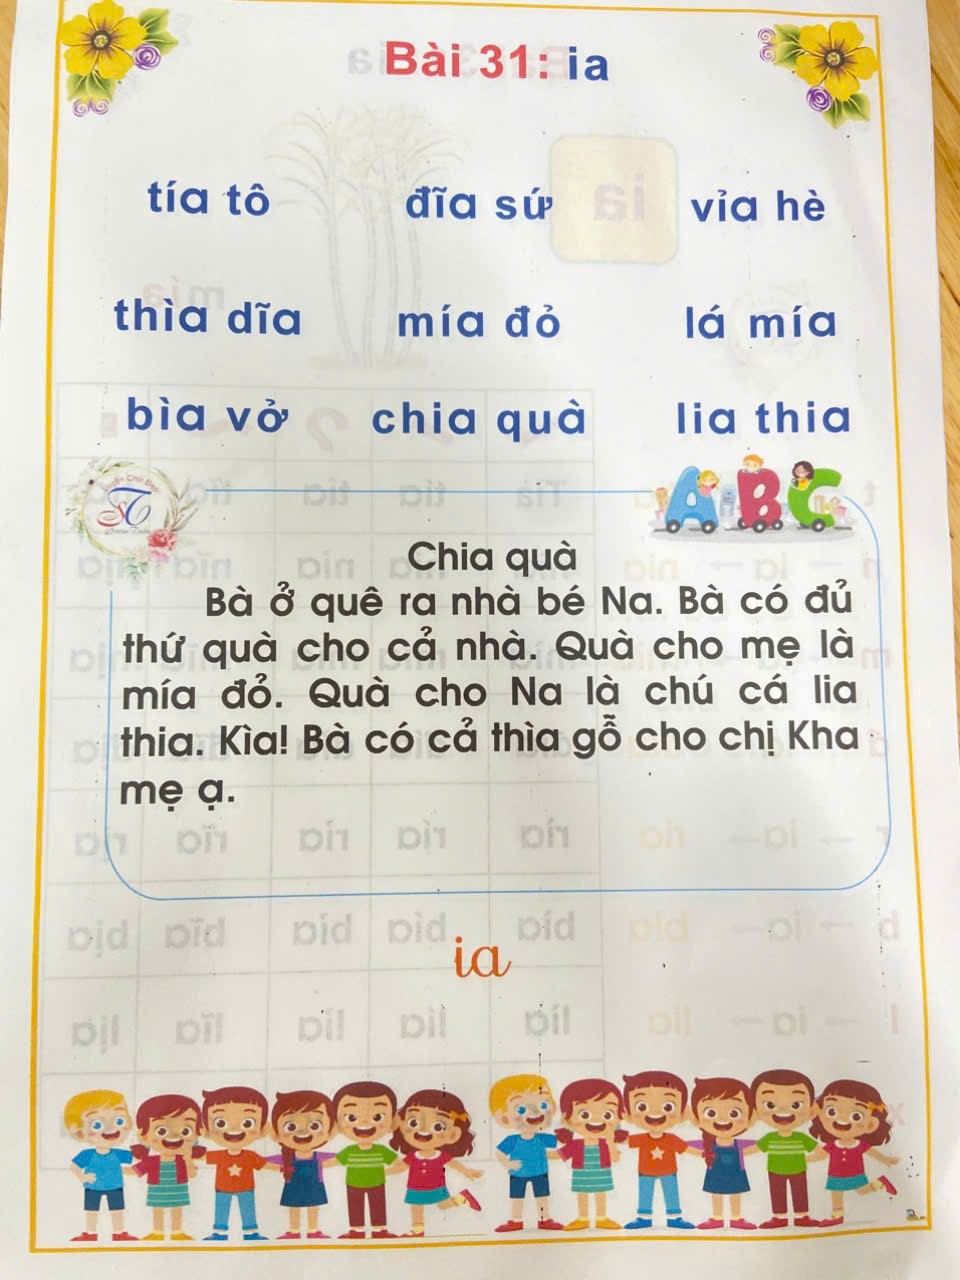 Bài 31: ia
tía tô đĩa sứ vỉa hè
thìa dĩa mía đỏ lá mía
bìa vở chia quà lia thia
ABC
Chia quà
Bà ở quê ra nhà bé Na. Bà có đủ
thứ quà cho cả nhà. Quà cho mẹ là
mía đỏ. Quà cho Na là chú cá lia
thia. Kìa! Bà có cả thìa gỗ cho chị Kha
mẹ ạ.
ia